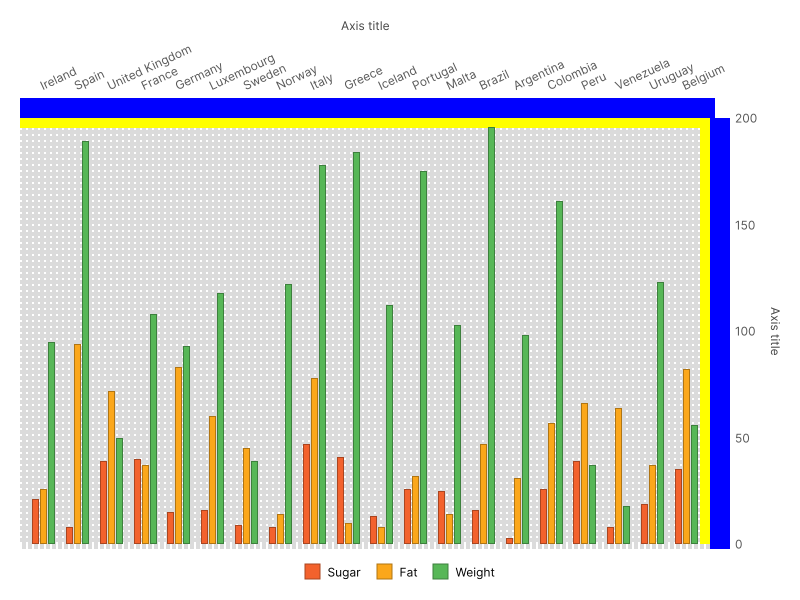 Axis title
Ireland
Spain
United Kingdom
France
Germany
Luxembourg
Sweden
Norway
Italy
Greece
Iceland
Portugal
Malta
Brazil
Argentina
Colombia
Peru
Venezuela
Uruguay
Belgium
200
150
100
50
0
Axis title
Sugar
Fat
Weight